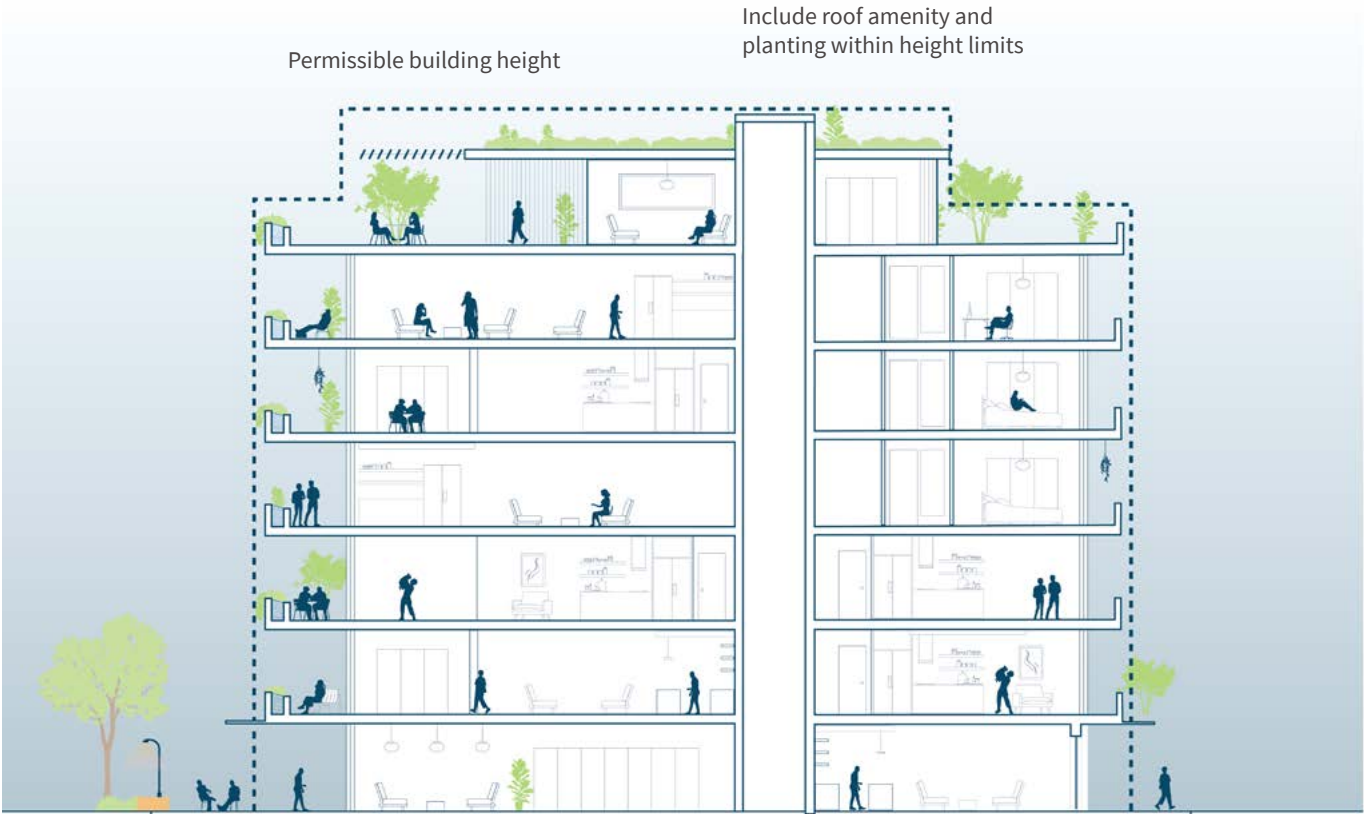 Permissible building height
Include roof amenity and
planting within height limits